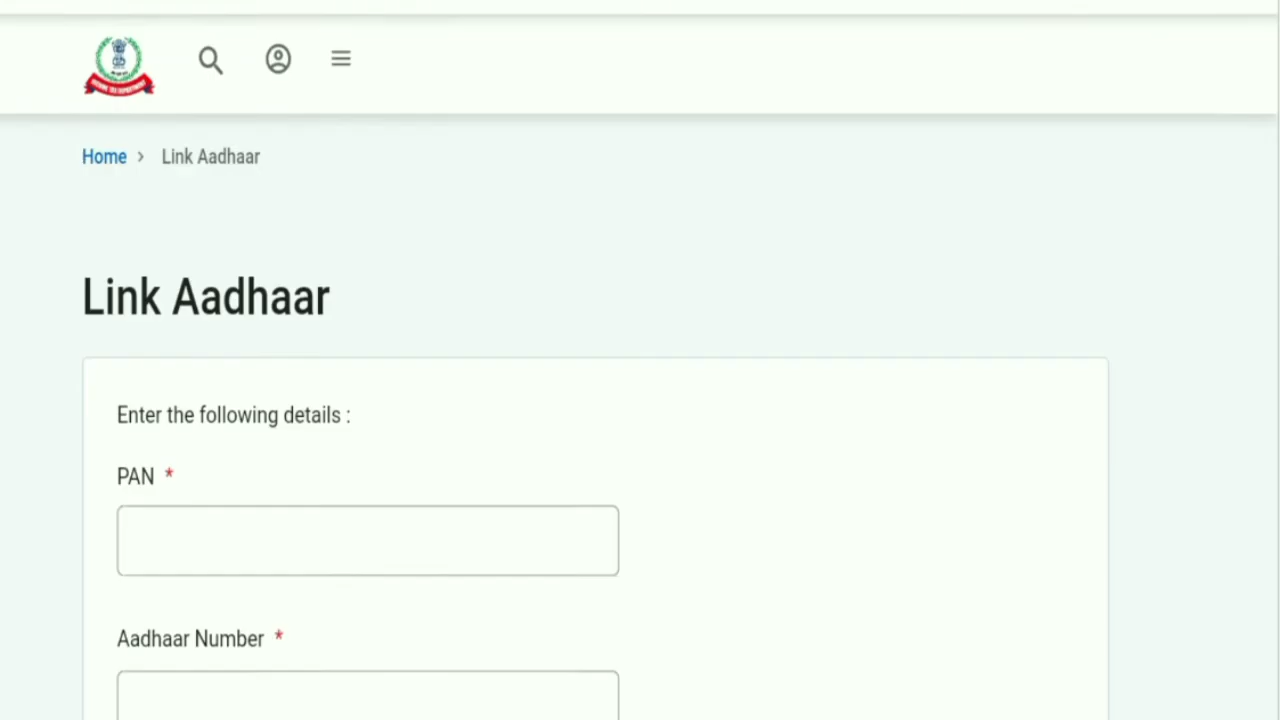 Home › Link Aadhaar
Link Aadhaar
Enter the following details :
PAN *
Aadhaar Number *